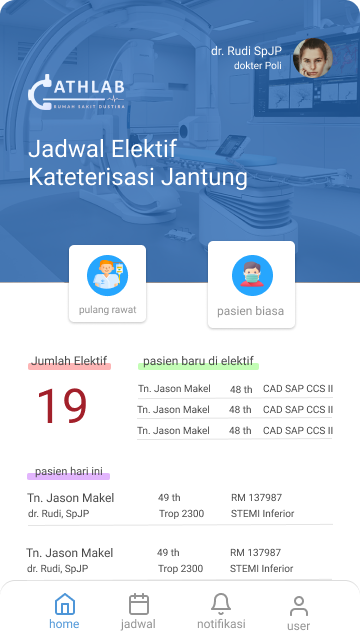 dr. Rudi SpJP
dokter Poli
CATHLAB
RUMAH SAKIT DUSTIRA
Jadwal Elektif
Kateterisasi Jantung
pulang rawat
pasien biasa
Jumlah Elektif
19
pasien baru di elektif
Tn. Jason Makel 48 th CAD SAP CCS II
Tn. Jason Makel 48 th CAD SAP CCS II
Tn. Jason Makel 48 th CAD SAP CCS II
pasien hari ini
Tn. Jason Makel 49 th RM 137987
dr. Rudi, SpJP Trop 2300 STEMI Inferior
Tn. Jason Makel 49 th RM 137987
dr. Rudi, SpJP Trop 2300 STEMI Inferior
home jadwal notifikasi user